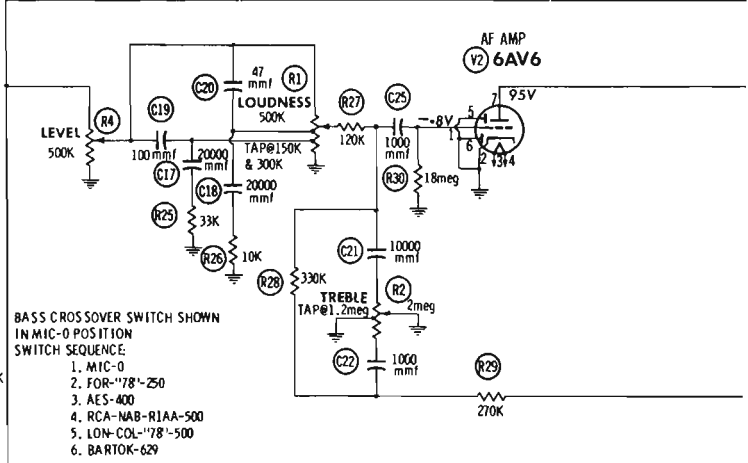 AF AMP
V2 6AV6
7 95V
C20 47 mmf
R1
LOUDNESS
500K
R27
120K
C25
1000 mmf
-.8V
5
1
6
2 3 4
LEVEL
500K
R4
C19
100mmf
TAP@150K
& 300K
20000 mmf
C17
C18
20000 mmf
R30
18meg
R25
33K
R26
10K
R28
330K
C21
10000 mmf
TREBLE
TAP@1.2meg
R2
2meg
C22
1000 mmf
R29
270K
BASS CROSSOVER SWITCH SHOWN
IN MIC-0 POSITION
SWITCH SEQUENCE:
1. MIC-0
2. FOR-"78"-250
3. AES-400
4. RCA-NAB-RIAA-500
5. LON-COL-"78"-500
6. BARTOK-629